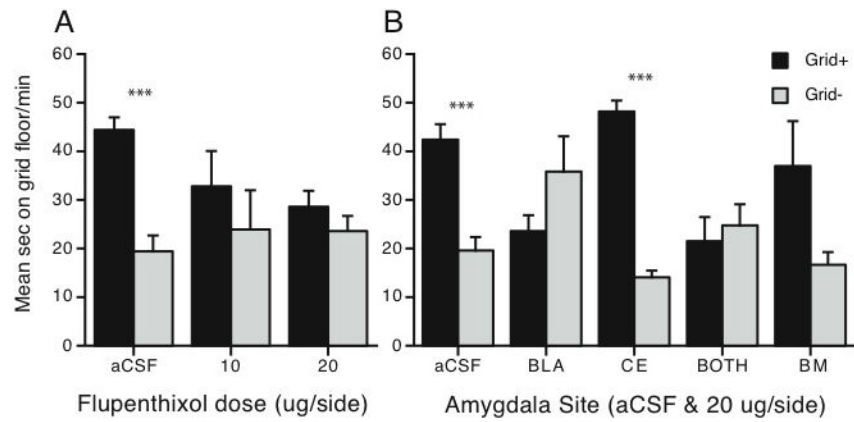 A
Mean sec on grid floor/min
60
50
40
30
20
10
0
***
aCSF 10 20
Flupenthixol dose (ug/side)
B
60
50
40
30
20
10
0
*** ***
Grid+
Grid-
aCSF BLA CE BOTH BM
Amygdala Site (aCSF & 20 ug/side)